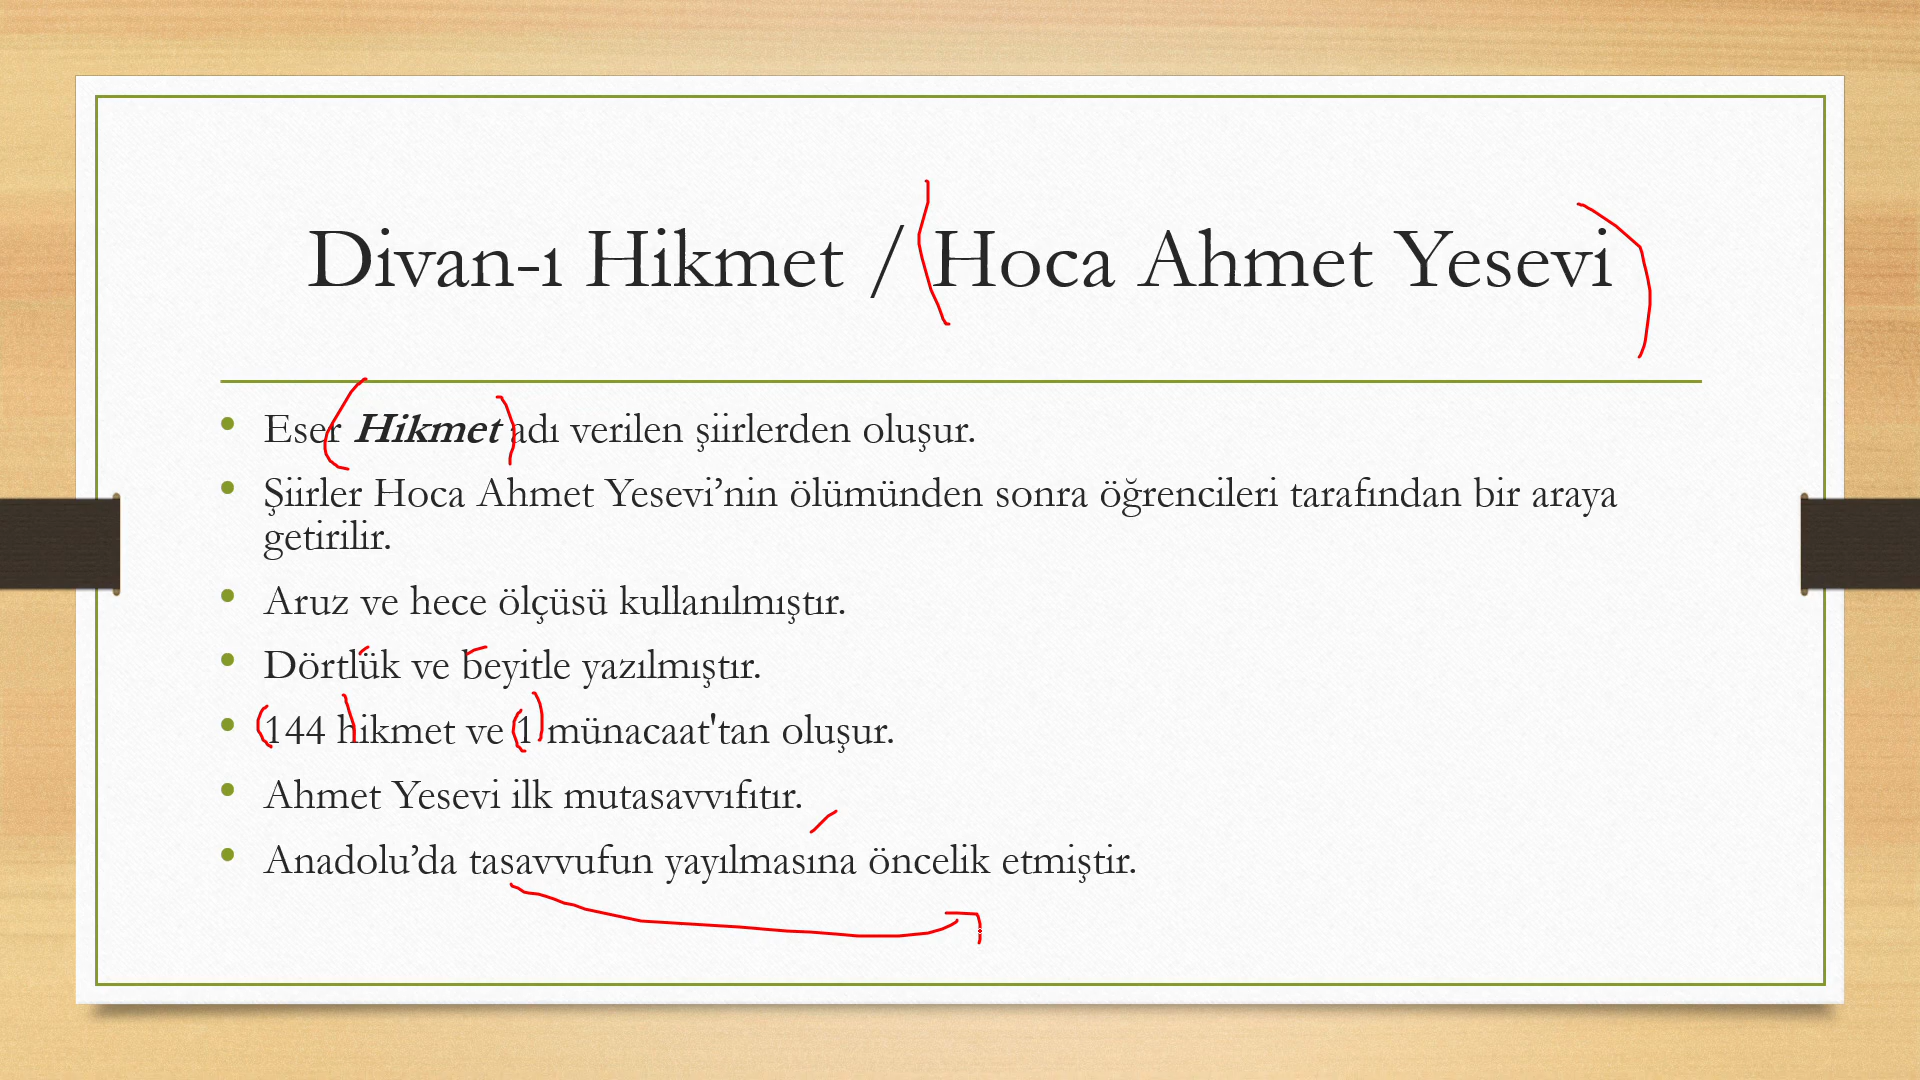 Divan-ı Hikmet / Hoca Ahmet Yesevi
• Eser Hikmet adı verilen şiirlerden oluşur.
• Şiirler Hoca Ahmet Yesevi’nin ölümünden sonra öğrencileri tarafından bir araya
getirilir.
• Aruz ve hece ölçüsü kullanılmıştır.
• Dörtlük ve beyitle yazılmıştır.
• 144 hikmet ve 1 münacaat'tan oluşur.
• Ahmet Yesevi ilk mutasavvıfıtır.
• Anadolu’da tasavvufun yayılmasına öncelik etmiştir.